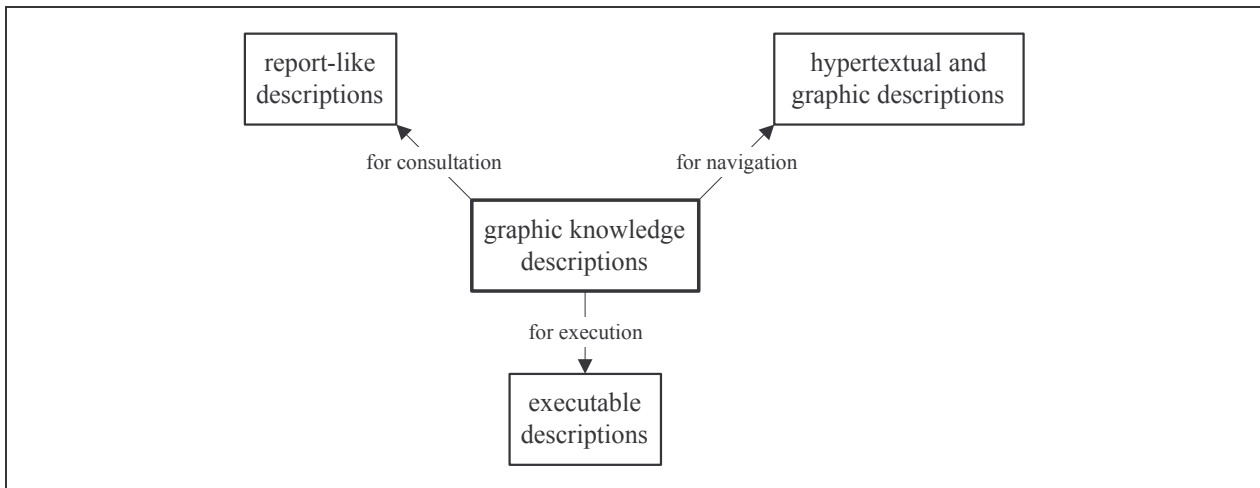 report-like
descriptions
hypertextual and
graphic descriptions
for consultation
for navigation
graphic knowledge
descriptions
for execution
executable
descriptions